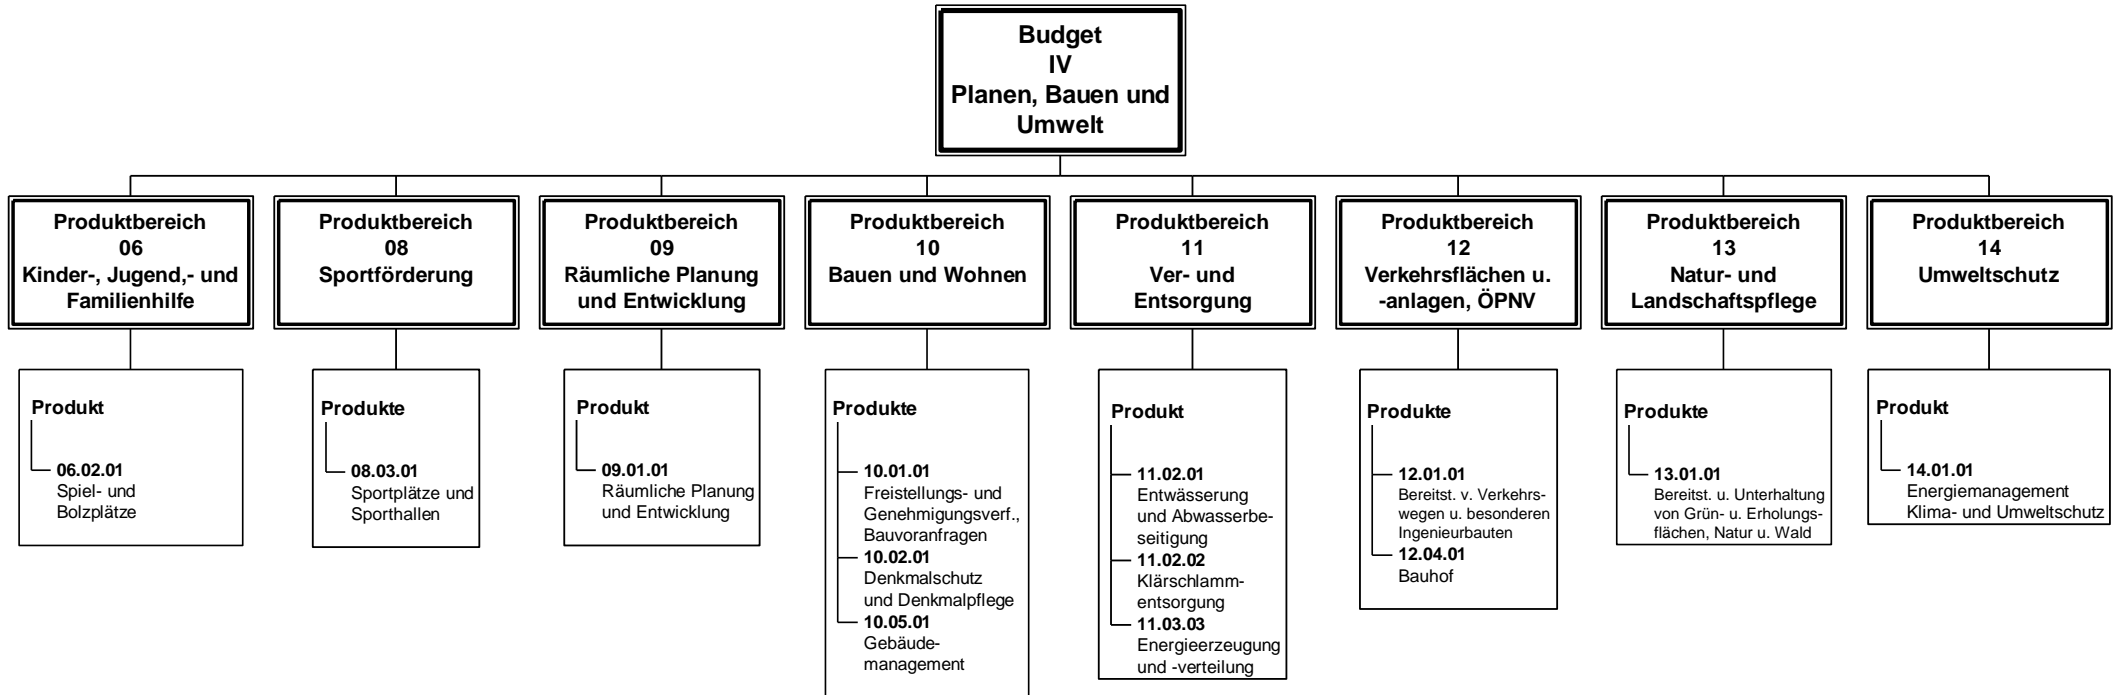 Budget
IV
Planen, Bauen und
Umwelt
Produktbereich
06
Kinder-, Jugend,- und
Familienhilfe
Produktbereich
08
Sportförderung
Produktbereich
09
Räumliche Planung
und Entwicklung
Produktbereich
10
Bauen und Wohnen
Produktbereich
11
Ver- und
Entsorgung
Produktbereich
12
Verkehrsflächen u.
-anlagen, ÖPNV
Produktbereich
13
Natur- und
Landschaftspflege
Produktbereich
14
Umweltschutz
Produkt
06.02.01
Spiel- und
Bolzplätze
Produkte
08.03.01
Sportplätze und
Sporthallen
Produkt
09.01.01
Räumliche Planung
und Entwicklung
Produkte
10.01.01
Freistellungs- und
Genehmigungsverf.,
Bauvoranfragen
10.02.01
Denkmalschutz
und Denkmalpflege
10.05.01
Gebäude-
management
Produkt
11.02.01
Entwässerung
und Abwasserbe-
seitigung
11.02.02
Klärschlamm-
entsorgung
11.03.03
Energieerzeugung
und -verteilung
Produkte
12.01.01
Bereitst. v. Verkehrs-
wegen u. besonderen
Ingenieurbauten
12.04.01
Bauhof
Produkte
13.01.01
Bereitst. u. Unterhaltung
von Grün- u. Erholungs-
flächen, Natur u. Wald
Produkt
14.01.01
Energiemanagement
Klima- und Umweltschutz